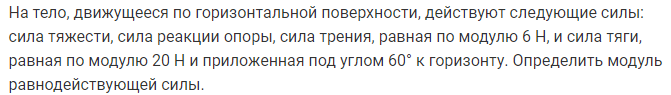 На тело, движущееся по горизонтальной поверхности, действуют следующие силы:
сила тяжести, сила реакции опоры, сила трения, равная по модулю 6 Н, и сила тяги,
равная по модулю 20 Н и приложенная под углом 60° к горизонту. Определить модуль
равнодействующей силы.